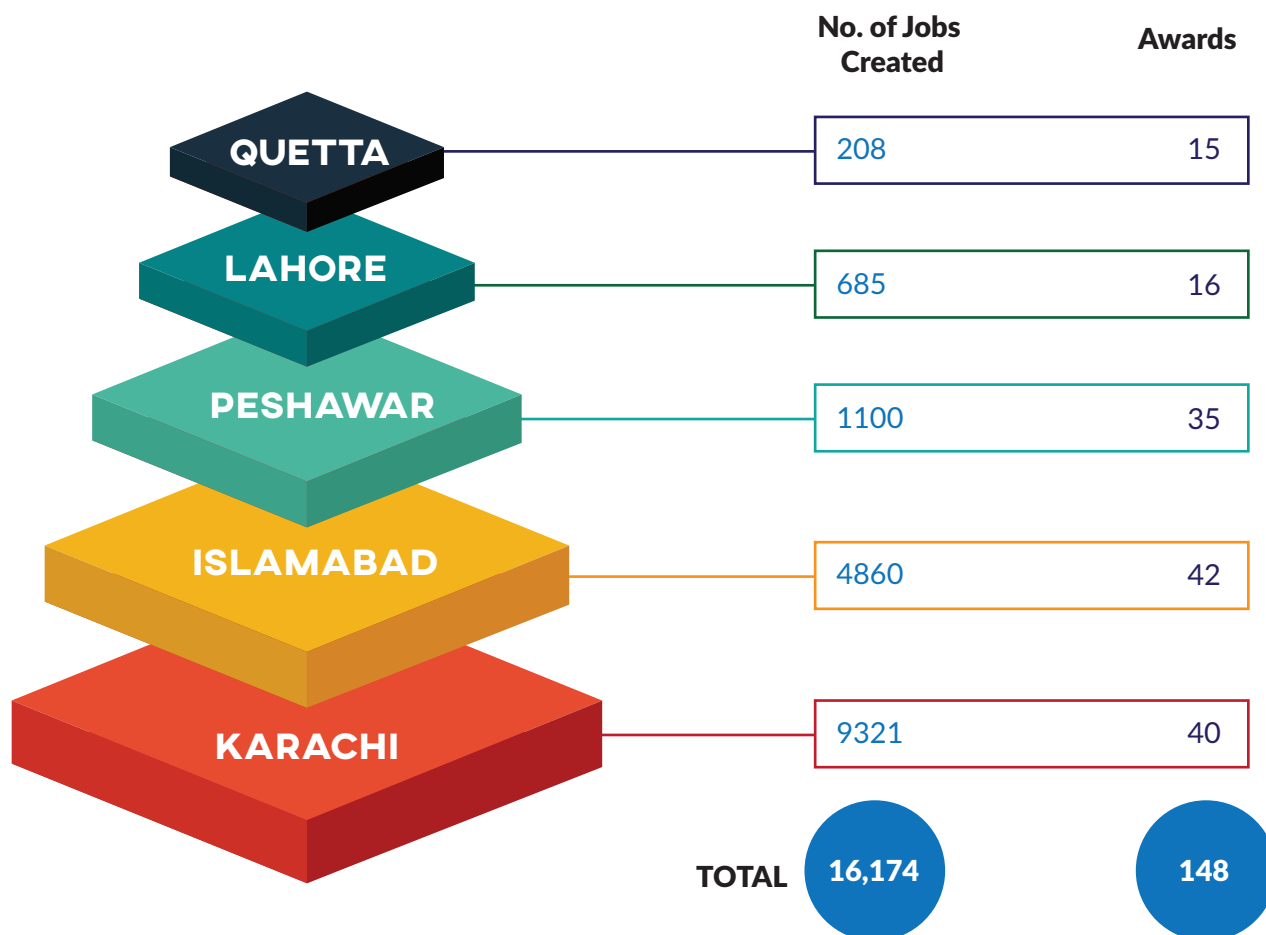 No. of Jobs
Created
Awards
QUETTA
208
15
LAHORE
685
16
PESHAWAR
1100
35
ISLAMABAD
4860
42
KARACHI
9321
40
TOTAL
16,174
148